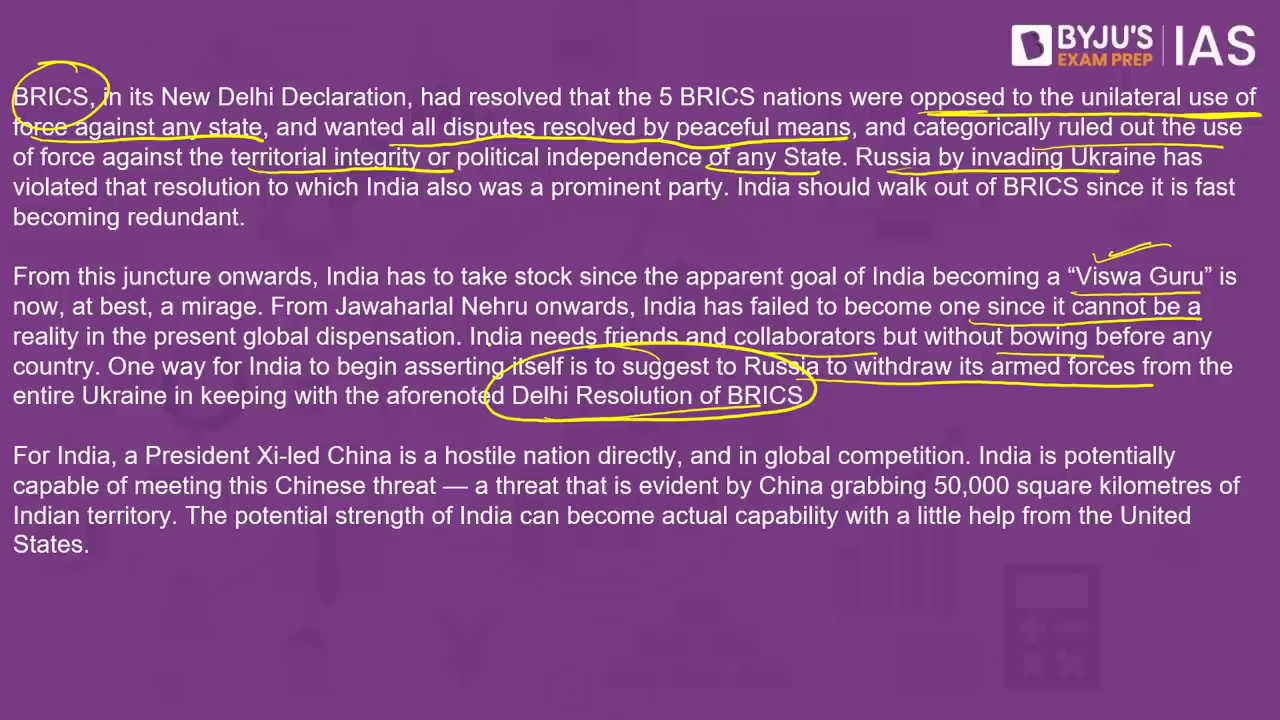 BYJU'S
EXAM PREP
IAS
BRICS, in its New Delhi Declaration, had resolved that the 5 BRICS nations were opposed to the unilateral use of
force against any state, and wanted all disputes resolved by peaceful means, and categorically ruled out the use
of force against the territorial integrity or political independence of any State. Russia by invading Ukraine has
violated that resolution to which India also was a prominent party. India should walk out of BRICS since it is fast
becoming redundant.
From this juncture onwards, India has to take stock since the apparent goal of India becoming a “Viswa Guru” is
now, at best, a mirage. From Jawaharlal Nehru onwards, India has failed to become one since it cannot be a
reality in the present global dispensation. India needs friends and collaborators but without bowing before any
country. One way for India to begin asserting itself is to suggest to Russia to withdraw its armed forces from the
entire Ukraine in keeping with the aforenoted Delhi Resolution of BRICS
For India, a President Xi-led China is a hostile nation directly, and in global competition. India is potentially
capable of meeting this Chinese threat — a threat that is evident by China grabbing 50,000 square kilometres of
Indian territory. The potential strength of India can become actual capability with a little help from the United
States.